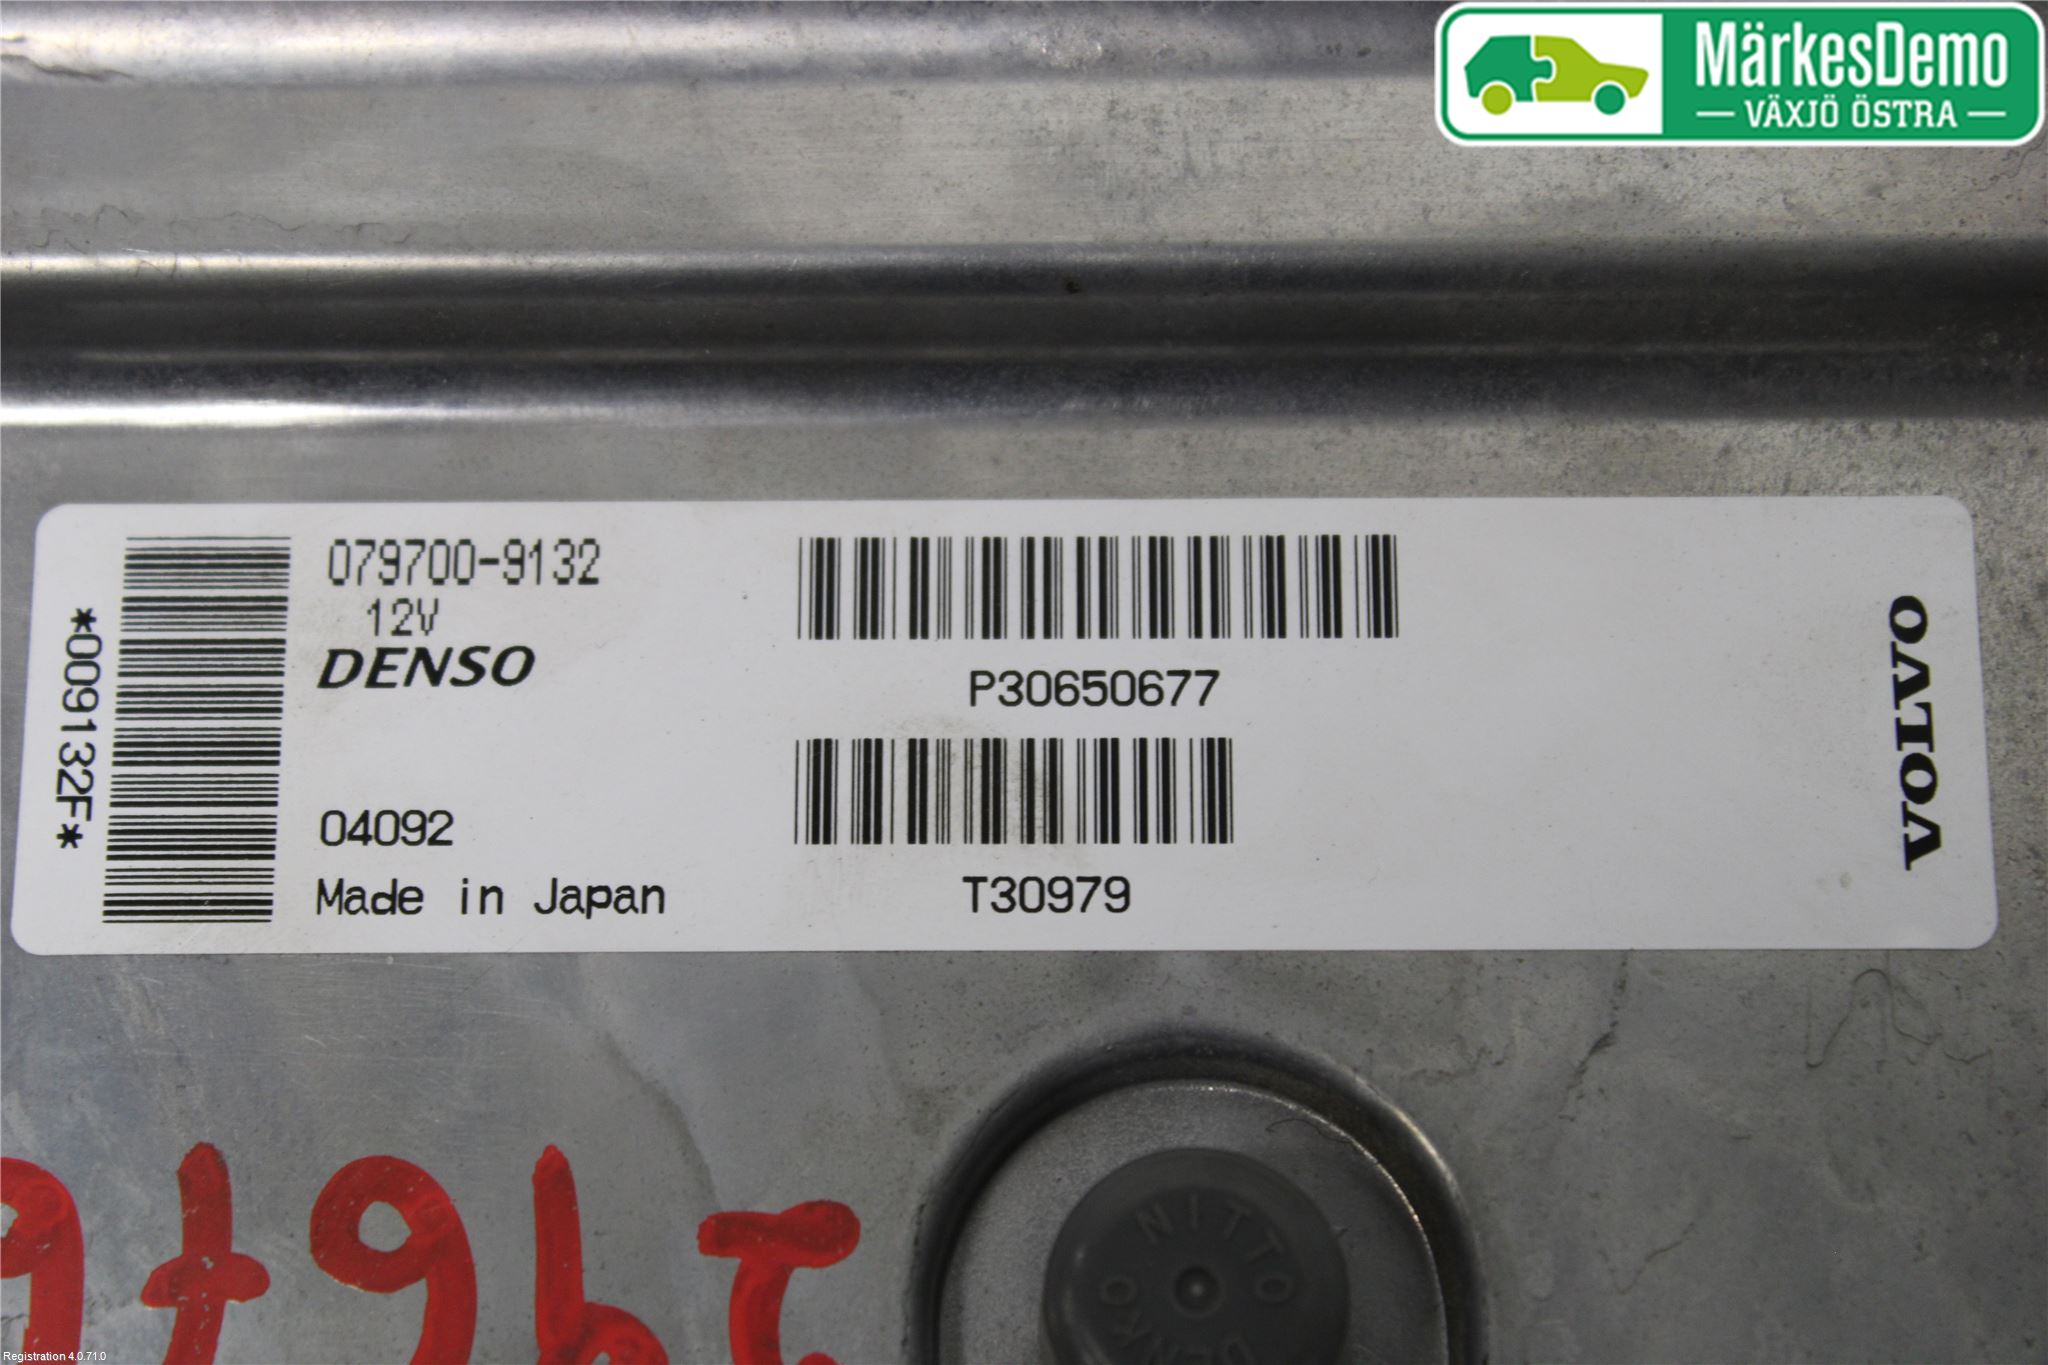 MärkesDemo
VÄXJÖ ÖSTRA
*009132F*
079700-9132
12V
DENSO
04092
Made in Japan
P30650677
T30979
VOLVO
NITTO
Registration 4.0.71.0